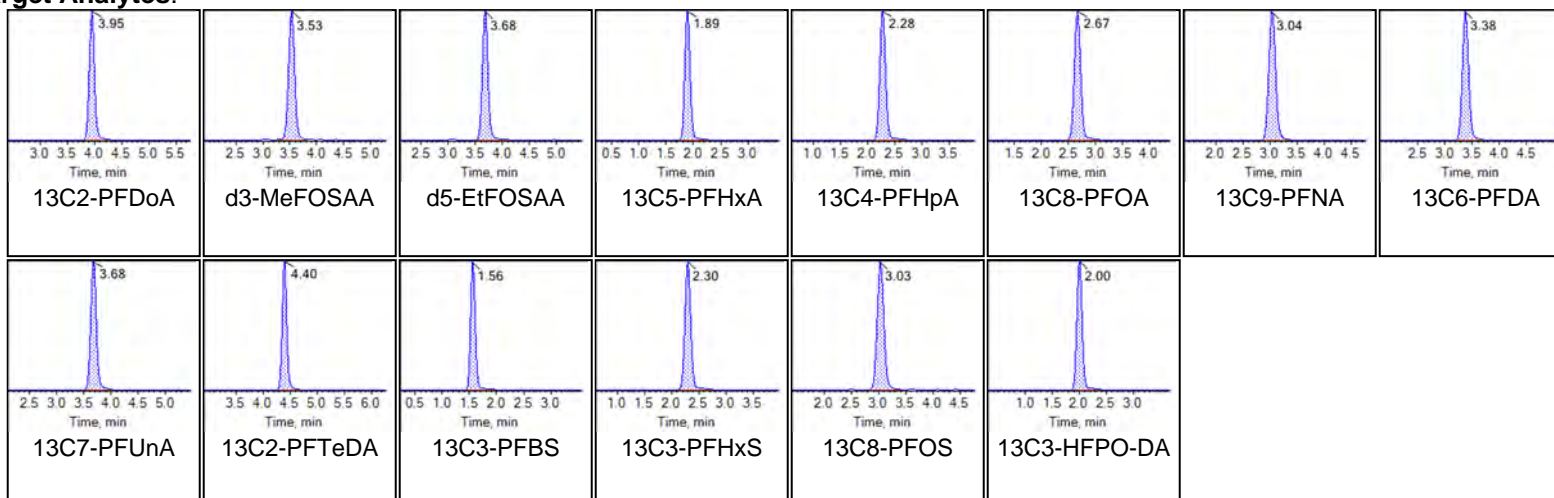 rget Analytes:
3.95 3.53 3.68 1.89 2.28 2.67 3.04 3.38
3.0 3.5 4.0 4.5 5.0 5.5 2.5 3.0 3.5 4.0 4.5 5.0 2.5 3.0 3.5 4.0 4.5 5.0 0.5 1.0 1.5 2.0 2.5 3.0 1.0 1.5 2.0 2.5 3.0 3.5 1.5 2.0 2.5 3.0 3.5 4.0 2.0 2.5 3.0 3.5 4.0 4.5 2.5 3.0 3.5 4.0 4.5
Time, min Time, min Time, min Time, min Time, min Time, min Time, min Time, min
13C2-PFDoA d3-MeFOSAA d5-EtFOSAA 13C5-PFHxA 13C4-PFHpA 13C8-PFOA 13C9-PFNA 13C6-PFDA
3.68 4.40 1.56 2.30 3.03 2.00
2.5 3.0 3.5 4.0 4.5 5.0 3.5 4.0 4.5 5.0 5.5 6.0 0.5 1.0 1.5 2.0 2.5 3.0 1.0 1.5 2.0 2.5 3.0 3.5 2.0 2.5 3.0 3.5 4.0 4.5 1.0 1.5 2.0 2.5 3.0
Time, min Time, min Time, min Time, min Time, min Time, min
13C7-PFUnA 13C2-PFTeDA 13C3-PFBS 13C3-PFHxS 13C8-PFOS 13C3-HFPO-DA